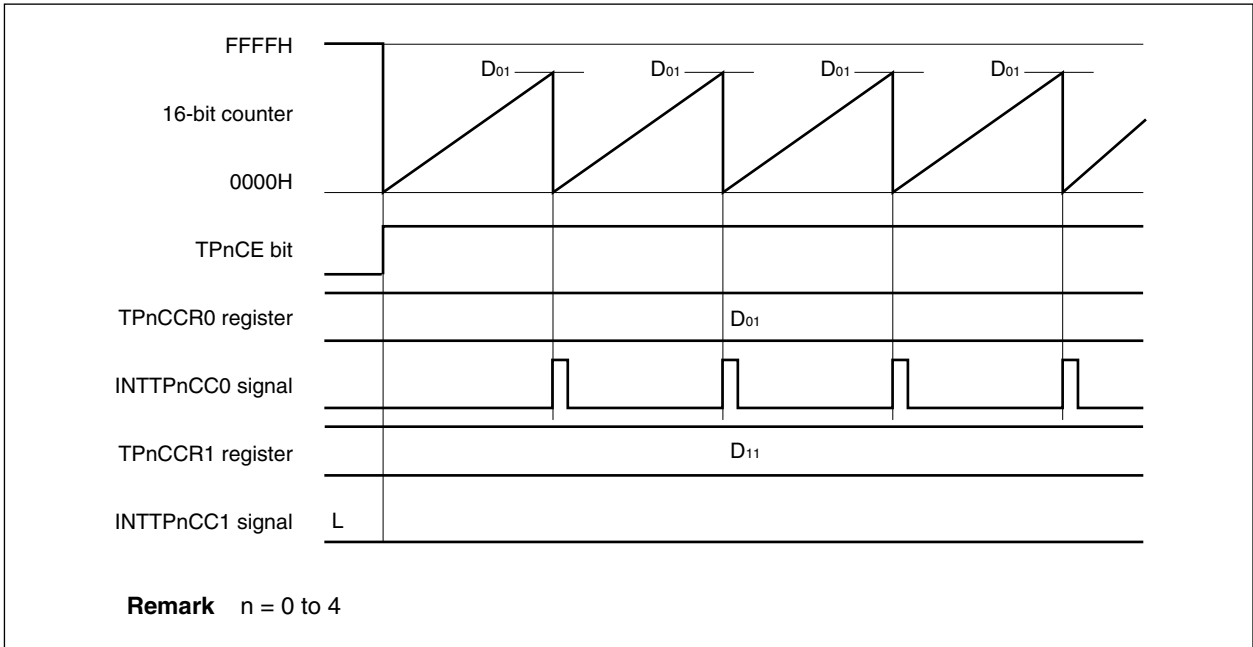 FFFFH
D01 D01 D01 D01
16-bit counter
0000H
TPnCE bit
TPnCCR0 register D01
INTTPnCC0 signal
TPnCCR1 register D11
INTTPnCC1 signal L
Remark n = 0 to 4